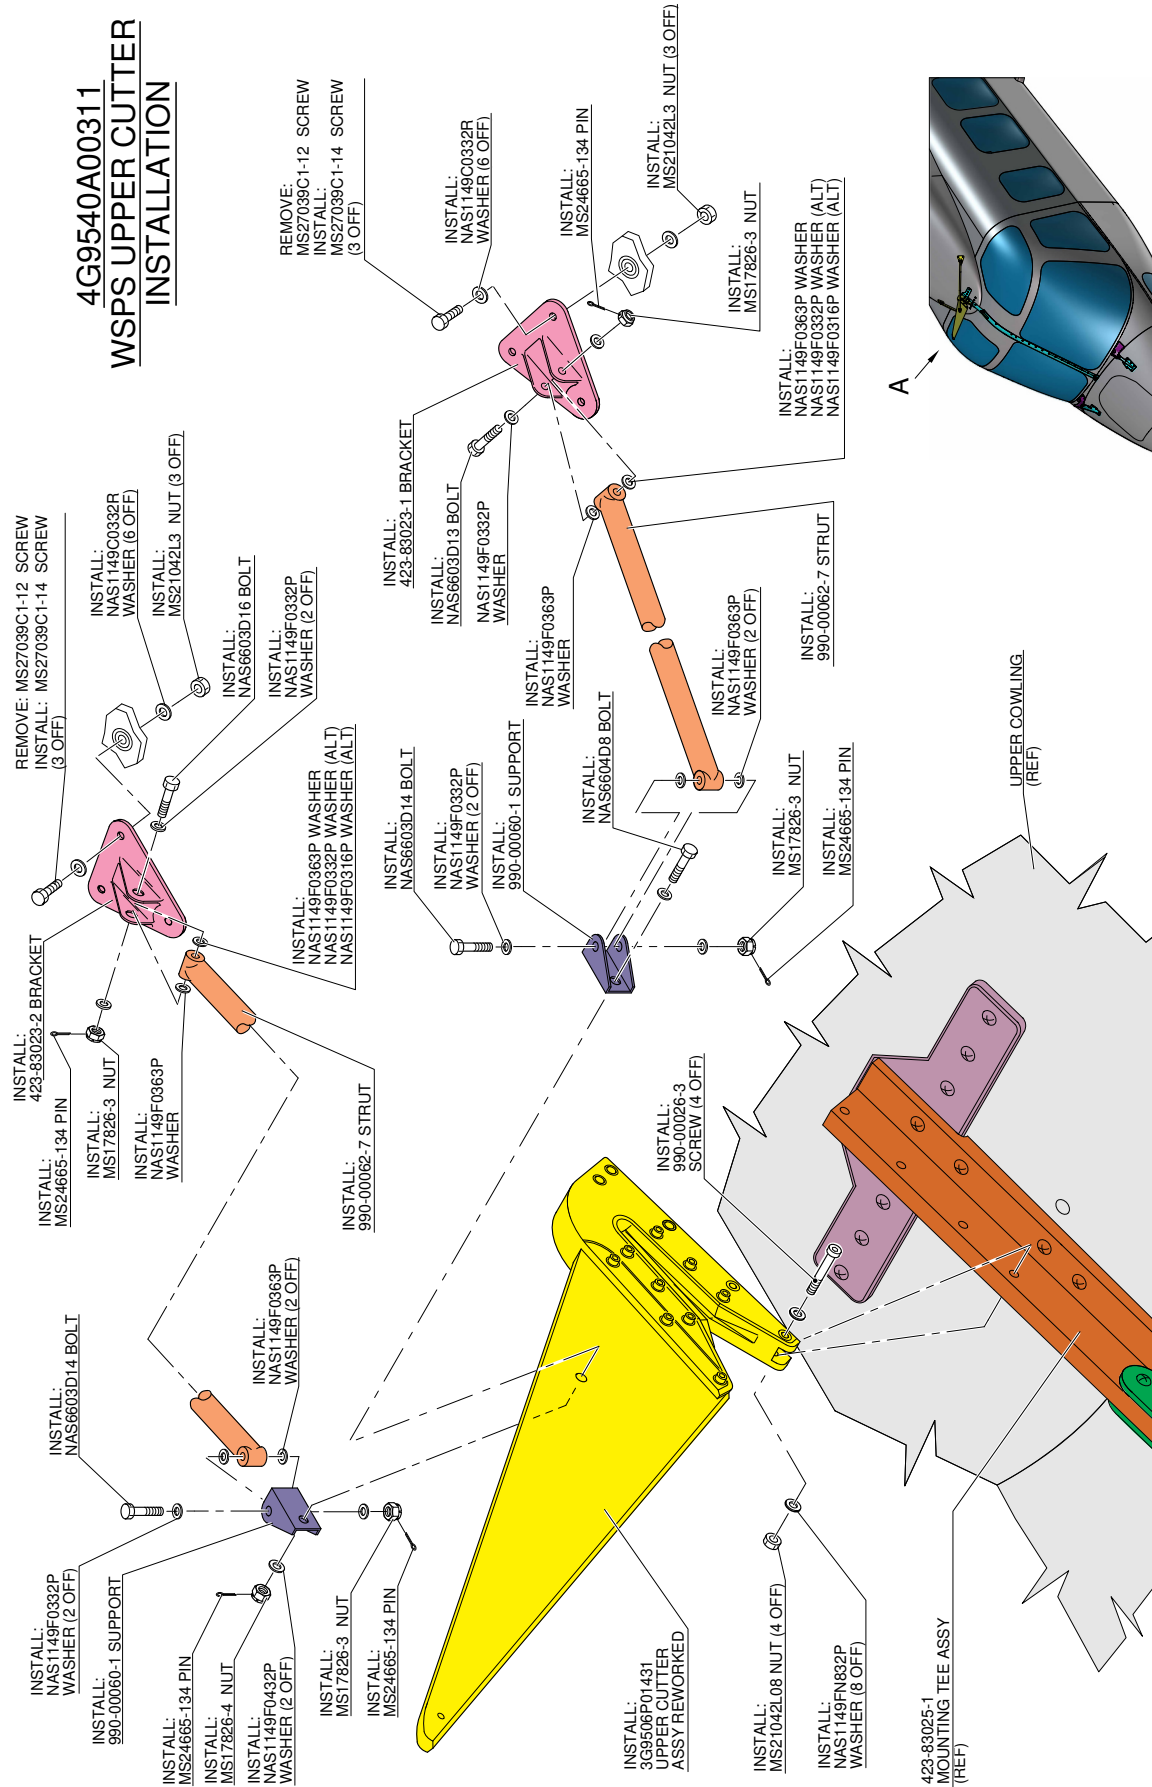 4G9540A00311
WSPS UPPER CUTTER
INSTALLATION
REMOVE: MS27039C1-12 SCREW
INSTALL: MS27039C1-14 SCREW
(3 OFF)
INSTALL:
NAS1149C0332R
WASHER (6 OFF)
INSTALL:
MS21042L3 NUT (3 OFF)
INSTALL:
NAS6603D16 BOLT
INSTALL:
NAS1149F0332P
WASHER (2 OFF)
INSTALL:
NAS1149F0363P WASHER
NAS1149F0332P WASHER (ALT)
NAS1149F0316P WASHER (ALT)
INSTALL:
423-83023-2 BRACKET
INSTALL:
MS24665-134 PIN
INSTALL:
MS17826-3 NUT
INSTALL:
NAS1149F0363P
WASHER
INSTALL:
990-00062-7 STRUT
REMOVE:
MS27039C1-12 SCREW
INSTALL:
MS27039C1-14 SCREW
(3 OFF)
INSTALL:
NAS1149C0332R
WASHER (6 OFF)
INSTALL:
MS24665-134 PIN
INSTALL:
MS21042L3 NUT (3 OFF)
INSTALL:
MS17826-3 NUT
INSTALL:
NAS1149F0363P WASHER
NAS1149F0332P WASHER (ALT)
NAS1149F0316P WASHER (ALT)
INSTALL:
423-83023-1 BRACKET
INSTALL:
NAS6603D13 BOLT
NAS1149F0332P
WASHER
INSTALL:
NAS1149F0363P
WASHER
INSTALL:
NAS6604D8 BOLT
INSTALL:
NAS1149F0363P
WASHER (2 OFF)
INSTALL:
990-00062-7 STRUT
INSTALL:
NAS6603D14 BOLT
INSTALL:
NAS1149F0332P
WASHER (2 OFF)
INSTALL:
990-00060-1 SUPPORT
INSTALL:
MS17826-3 NUT
INSTALL:
MS24665-134 PIN
UPPER COWLING
(REF)
A
INSTALL:
990-00026-3
SCREW (4 OFF)
INSTALL:
NAS6603D14 BOLT
INSTALL:
NAS1149F0363P
WASHER (2 OFF)
INSTALL:
NAS1149F0332P
WASHER (2 OFF)
INSTALL:
990-00060-1 SUPPORT
INSTALL:
MS24665-134 PIN
INSTALL:
MS17826-4 NUT
INSTALL:
NAS1149F0432P
WASHER (2 OFF)
INSTALL:
MS17826-3 NUT
INSTALL:
MS24665-134 PIN
INSTALL:
3G9506P01431
UPPER CUTTER
ASSY REWORKED
INSTALL:
MS21042L08 NUT (4 OFF)
INSTALL:
NAS1149FN832P
WASHER (8 OFF)
423-83025-1
MOUNTING TEE ASSY
(REF)